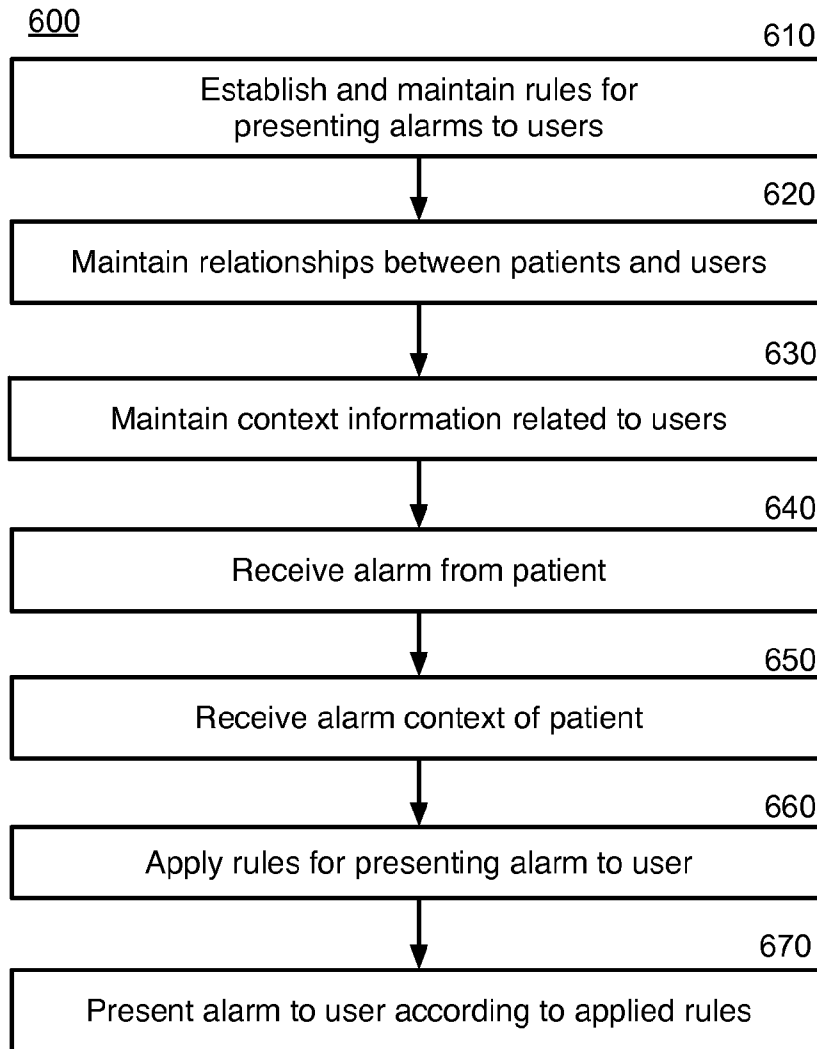 600
610
Establish and maintain rules for
presenting alarms to users
620
Maintain relationships between patients and users
630
Maintain context information related to users
640
Receive alarm from patient
650
Receive alarm context of patient
660
Apply rules for presenting alarm to user
670
Present alarm to user according to applied rules